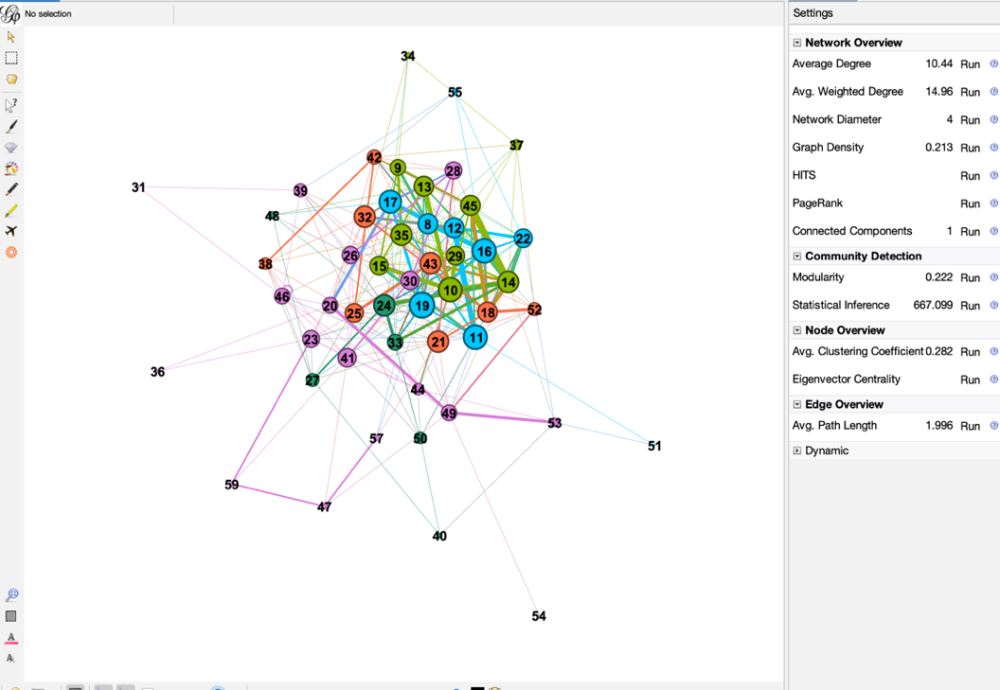 No selection
Settings
Network Overview
Average Degree 10.44 Run
Avg. Weighted Degree 14.96 Run
Network Diameter 4 Run
Graph Density 0.213 Run
HITS Run
PageRank Run
Connected Components 1 Run
Community Detection
Modularity 0.222 Run
Statistical Inference 667.099 Run
Node Overview
Avg. Clustering Coefficient 0.282 Run
Eigenvector Centrality Run
Edge Overview
Avg. Path Length 1.996 Run
Dynamic
34
55
37
42
9
28
31
39
13
17
45
48
32
8
12
35
22
16
26
29
38
15
43
30
14
46
10
20
24
19
25
18
52
23
33
21
11
41
36
27
44
49
53
57
50
51
59
47
40
54
A
A